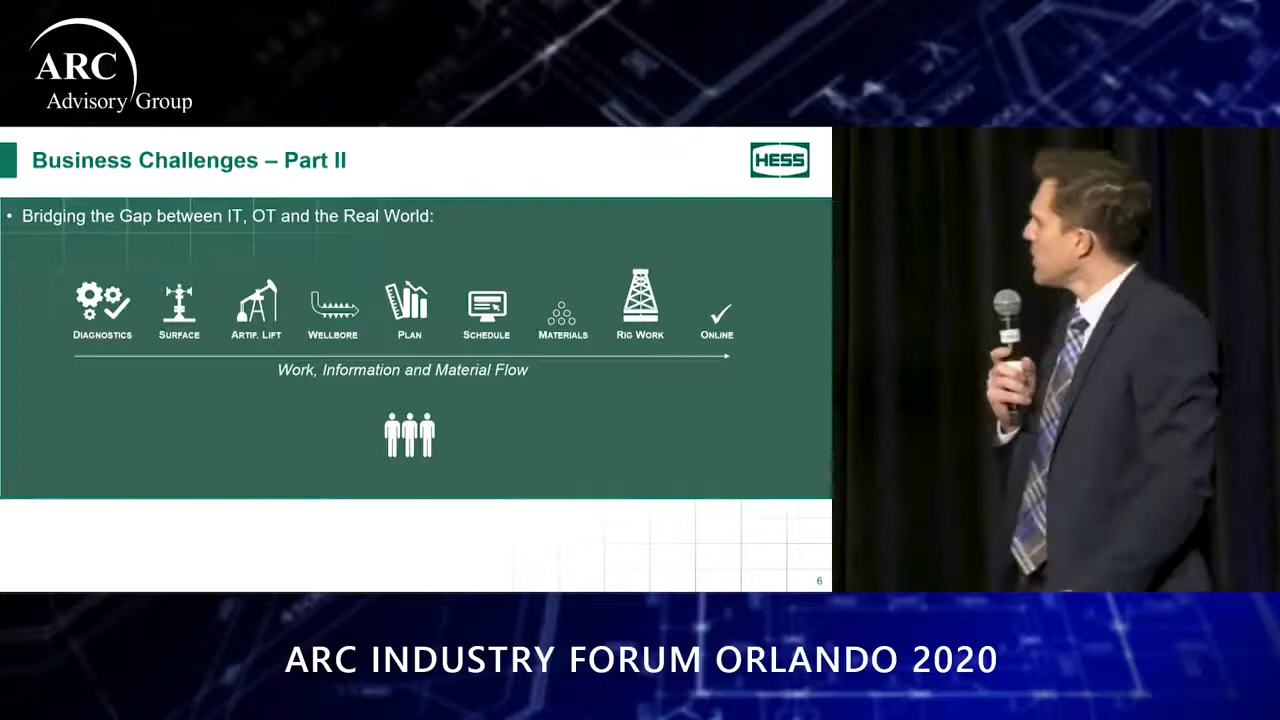 ARC
Advisory Group
Business Challenges – Part II
HESS
• Bridging the Gap between IT, OT and the Real World:
DIAGNOSTICS SURFACE ARTIF. LIFT WELLBORE PLAN SCHEDULE MATERIALS RIG WORK ONLINE
Work, Information and Material Flow
6
ARC INDUSTRY FORUM ORLANDO 2020